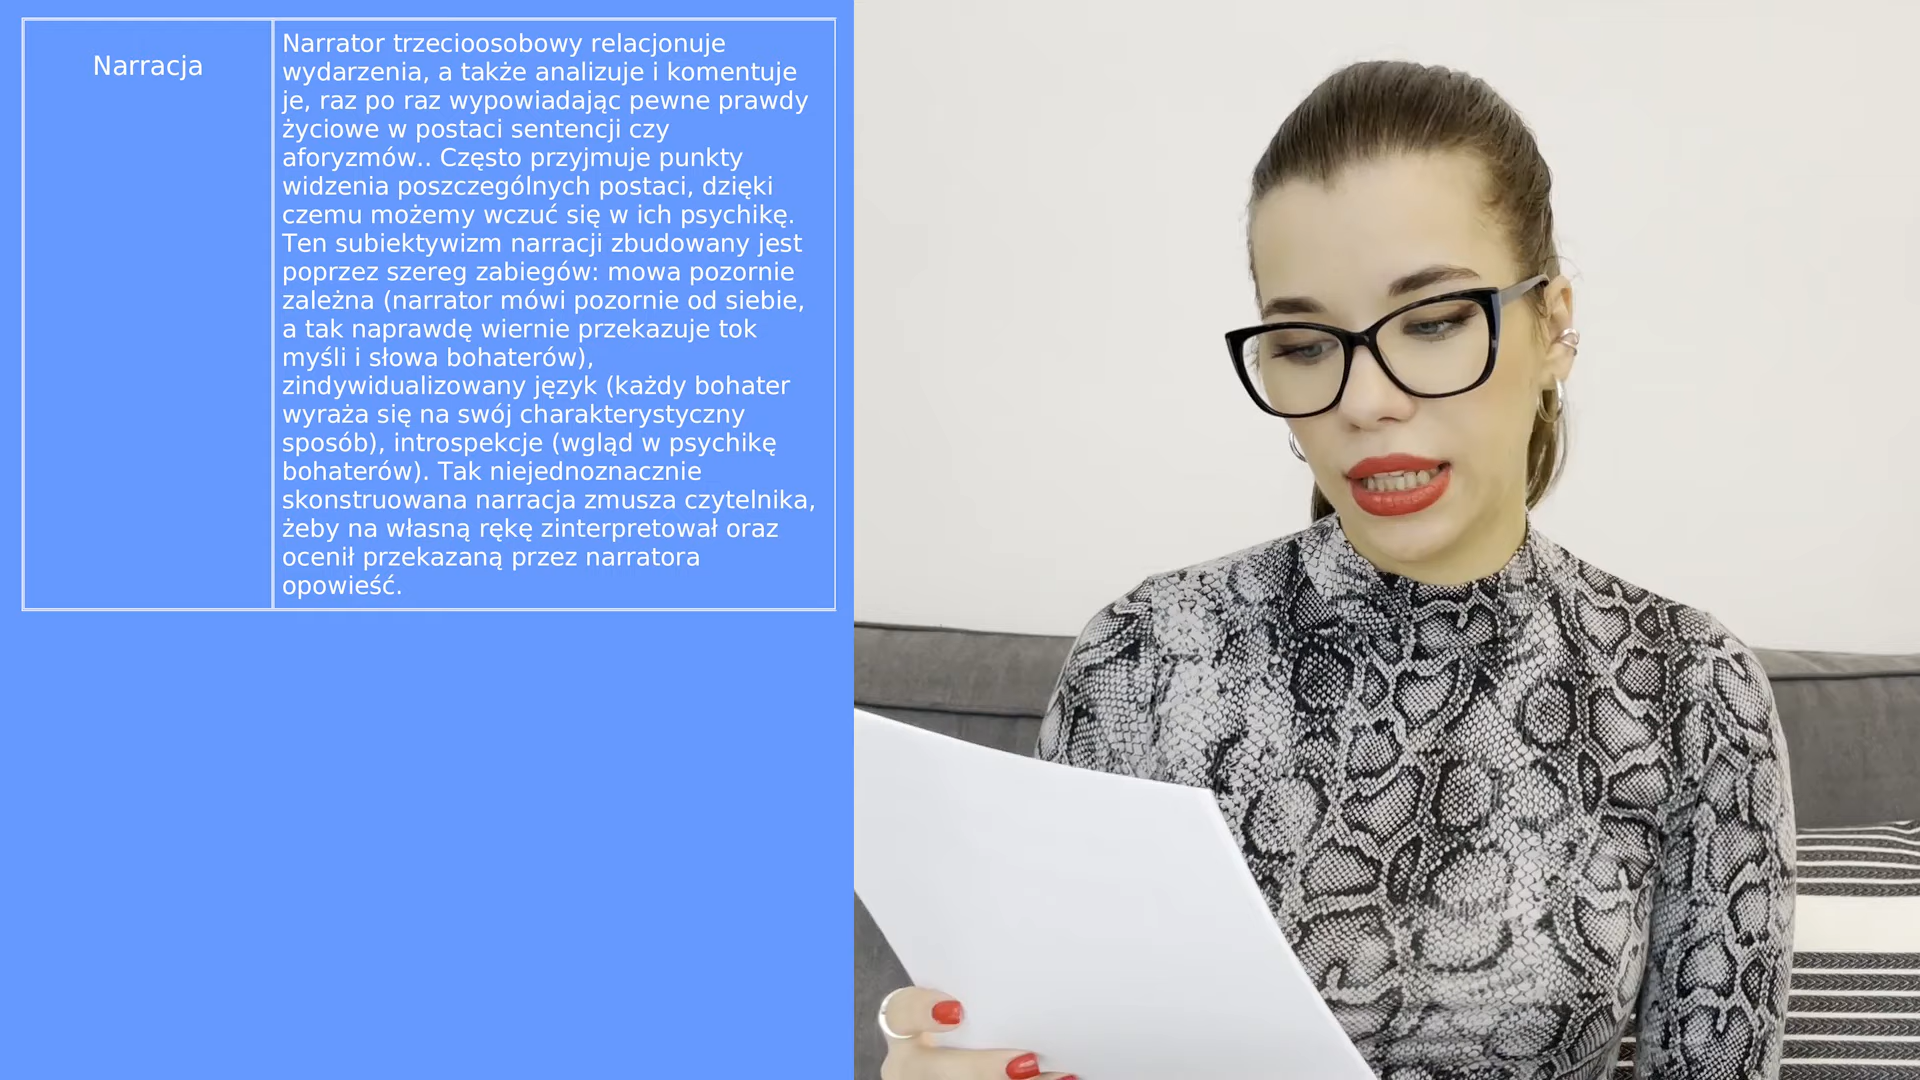 Narracja
Narrator trzecioosobowy relacjonuje
wydarzenia, a także analizuje i komentuje
je, raz po raz wypowiadając pewne prawdy
życiowe w postaci sentencji czy
aforyzmów.. Często przyjmuje punkty
widzenia poszczególnych postaci, dzięki
czemu możemy wczuć się w ich psychikę.
Ten subiektywizm narracji zbudowany jest
poprzez szereg zabiegów: mowa pozornie
zależna (narrator mówi pozornie od siebie,
a tak naprawdę wiernie przekazuje tok
myśli i słowa bohaterów),
zindywidualizowany język (każdy bohater
wyraża się na swój charakterystyczny
sposób), introspekcje (wgląd w psychikę
bohaterów). Tak niejednoznacznie
skonstruowana narracja zmusza czytelnika,
żeby na własną rękę zinterpretował oraz
ocenił przekazaną przez narratora
opowieść.